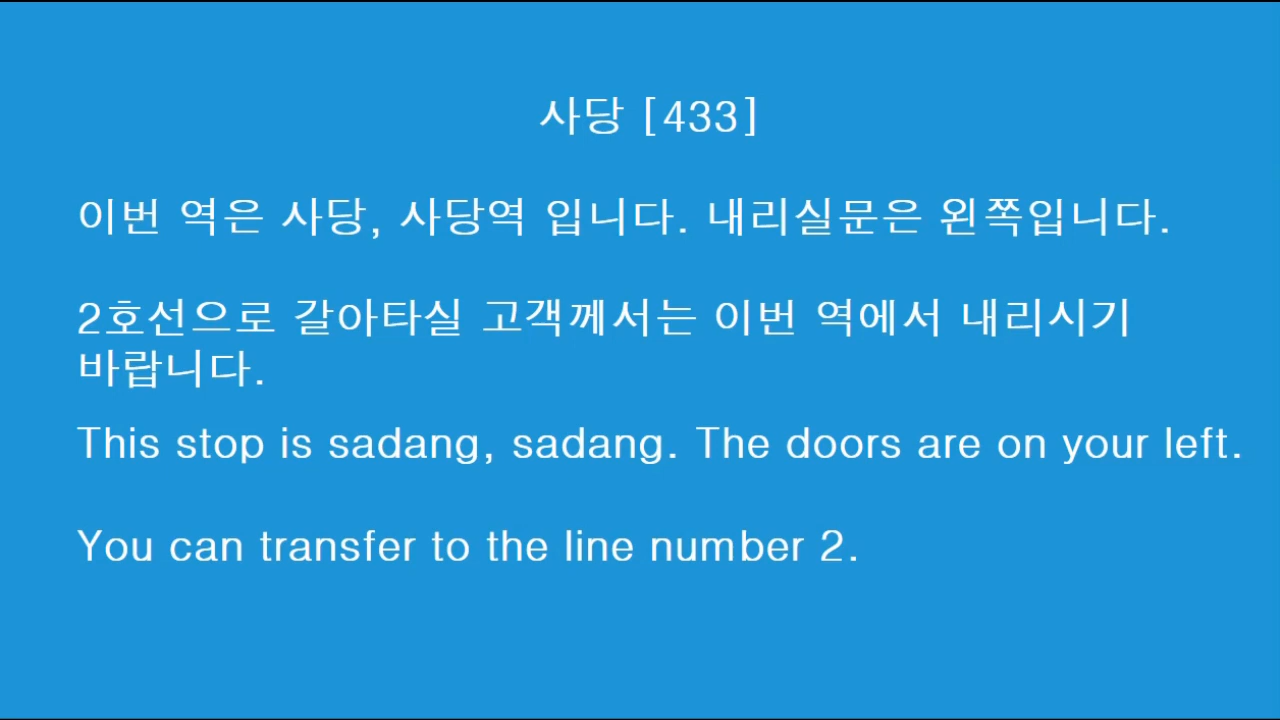 사당 [433]
이번 역은 사당, 사당역 입니다. 내리실문은 왼쪽입니다.
2호선으로 갈아타실 고객께서는 이번 역에서 내리시기
바랍니다.
This stop is sadang, sadang. The doors are on your left.
You can transfer to the line number 2.